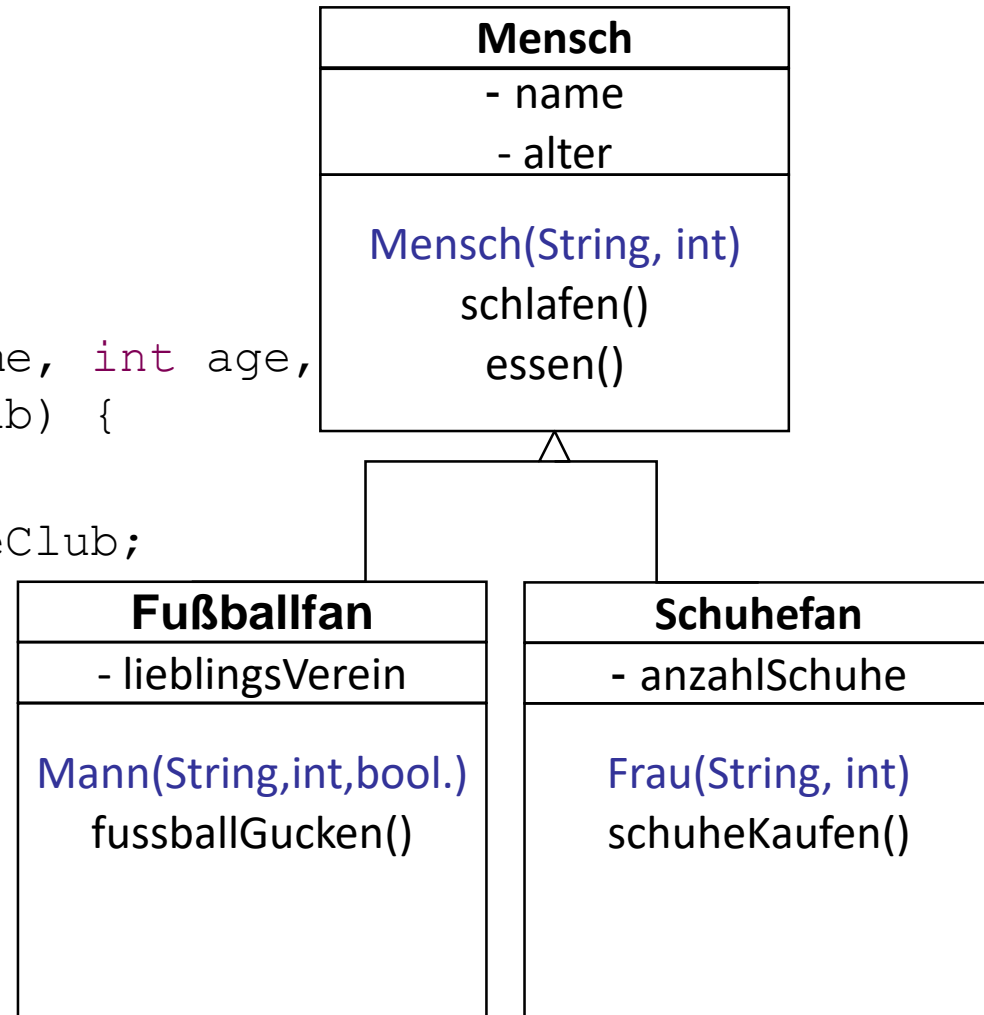 Mensch
- name
- alter
Mensch(String, int)
schlafen()
essen()
int age,
b) {
eClub;
Fußballfan
- lieblingsVerein
Mann(String,int,bool.)
fussballGucken()
Schuhefan
- anzahlSchuhe
Frau(String, int)
schuheKaufen()